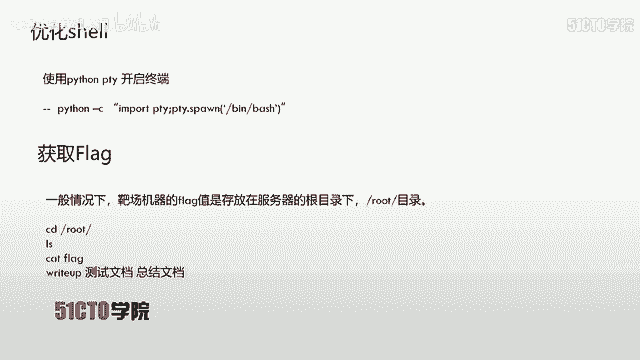 优化shell
51CTO学院
使用python pty 开启终端
-- python –c “import pty;pty.spawn(‘/bin/bash’)”
获取Flag
一般情况下，靶场机器的flag值是存放在服务器的根目录下，/root/目录。
cd /root/
ls
cat flag
writeup 测试文档 总结文档
51CTO学院